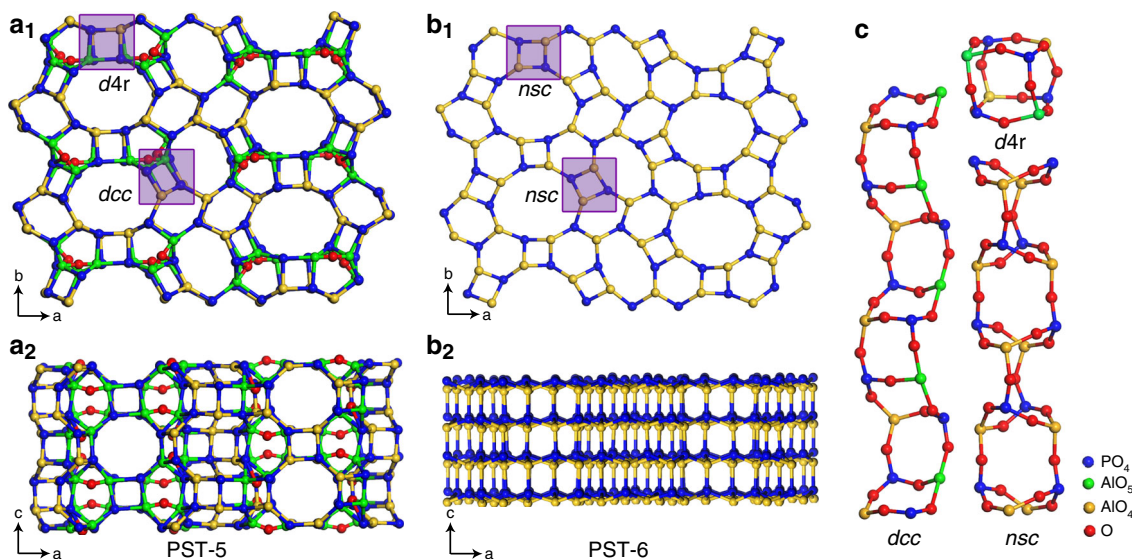 a1
d4r
dcc
b
a
b1
nsc
nsc
b
a
c
d4r
a2
c
a
PST-5
b2
c
a
PST-6
dcc
nsc
PO4
AlO5
AlO4
O